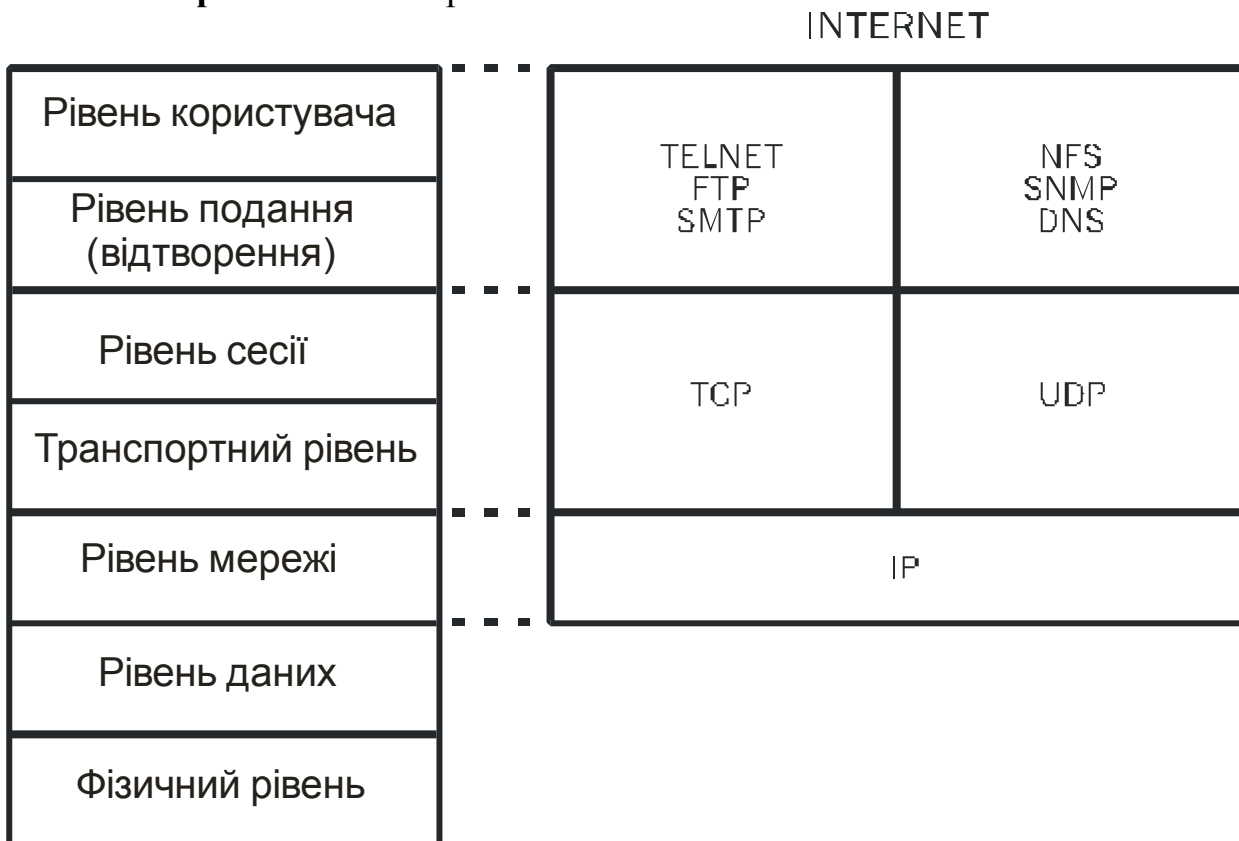 INTERNET
Рівень користувача
Рівень подання
(відтворення)
Рівень сесії
Транспортний рівень
Рівень мережі
Рівень даних
Фізичний рівень
TELNET
FTP
SMTP
NFS
SNMP
DNS
TCP
UDP
IP